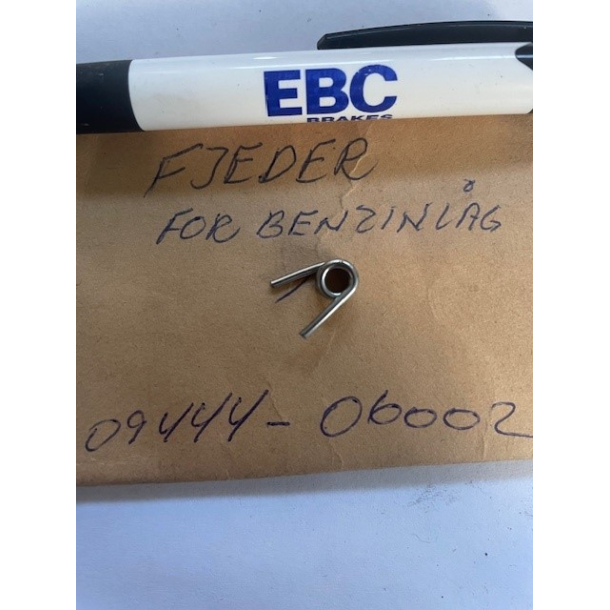 EBC
BRAKES
FJEDER
FOR BENZINLÅG
09444-06002